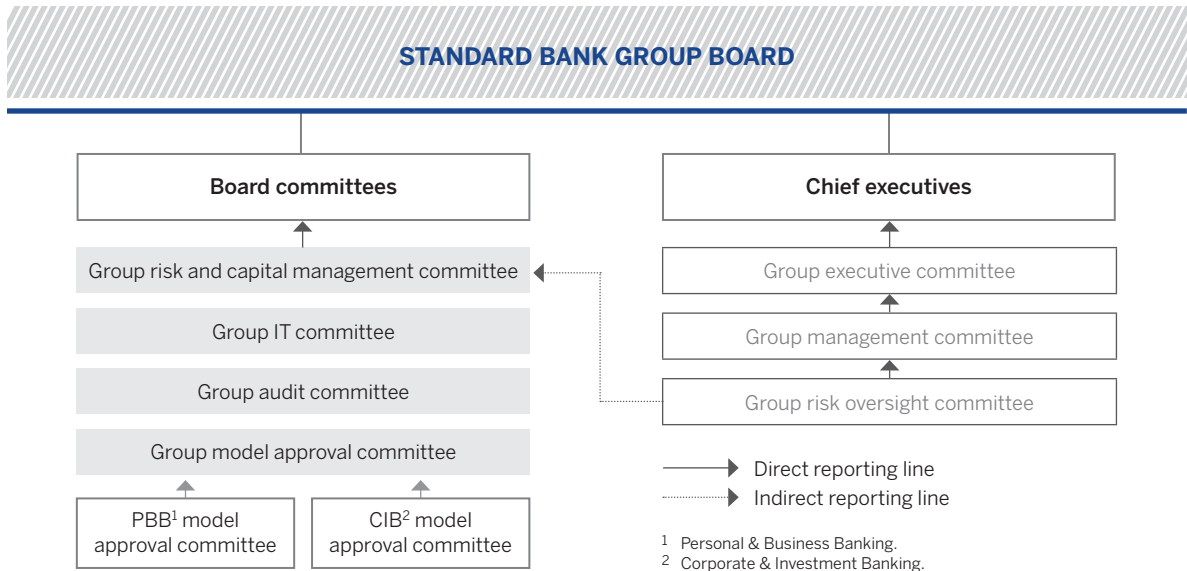 STANDARD BANK GROUP BOARD
Board committees
Group risk and capital management committee
Group IT committee
Group audit committee
Group model approval committee
PBB¹ model
approval committee
CIB² model
approval committee
Chief executives
Group executive committee
Group management committee
Group risk oversight committee
Direct reporting line
Indirect reporting line
¹ Personal & Business Banking.
² Corporate & Investment Banking.